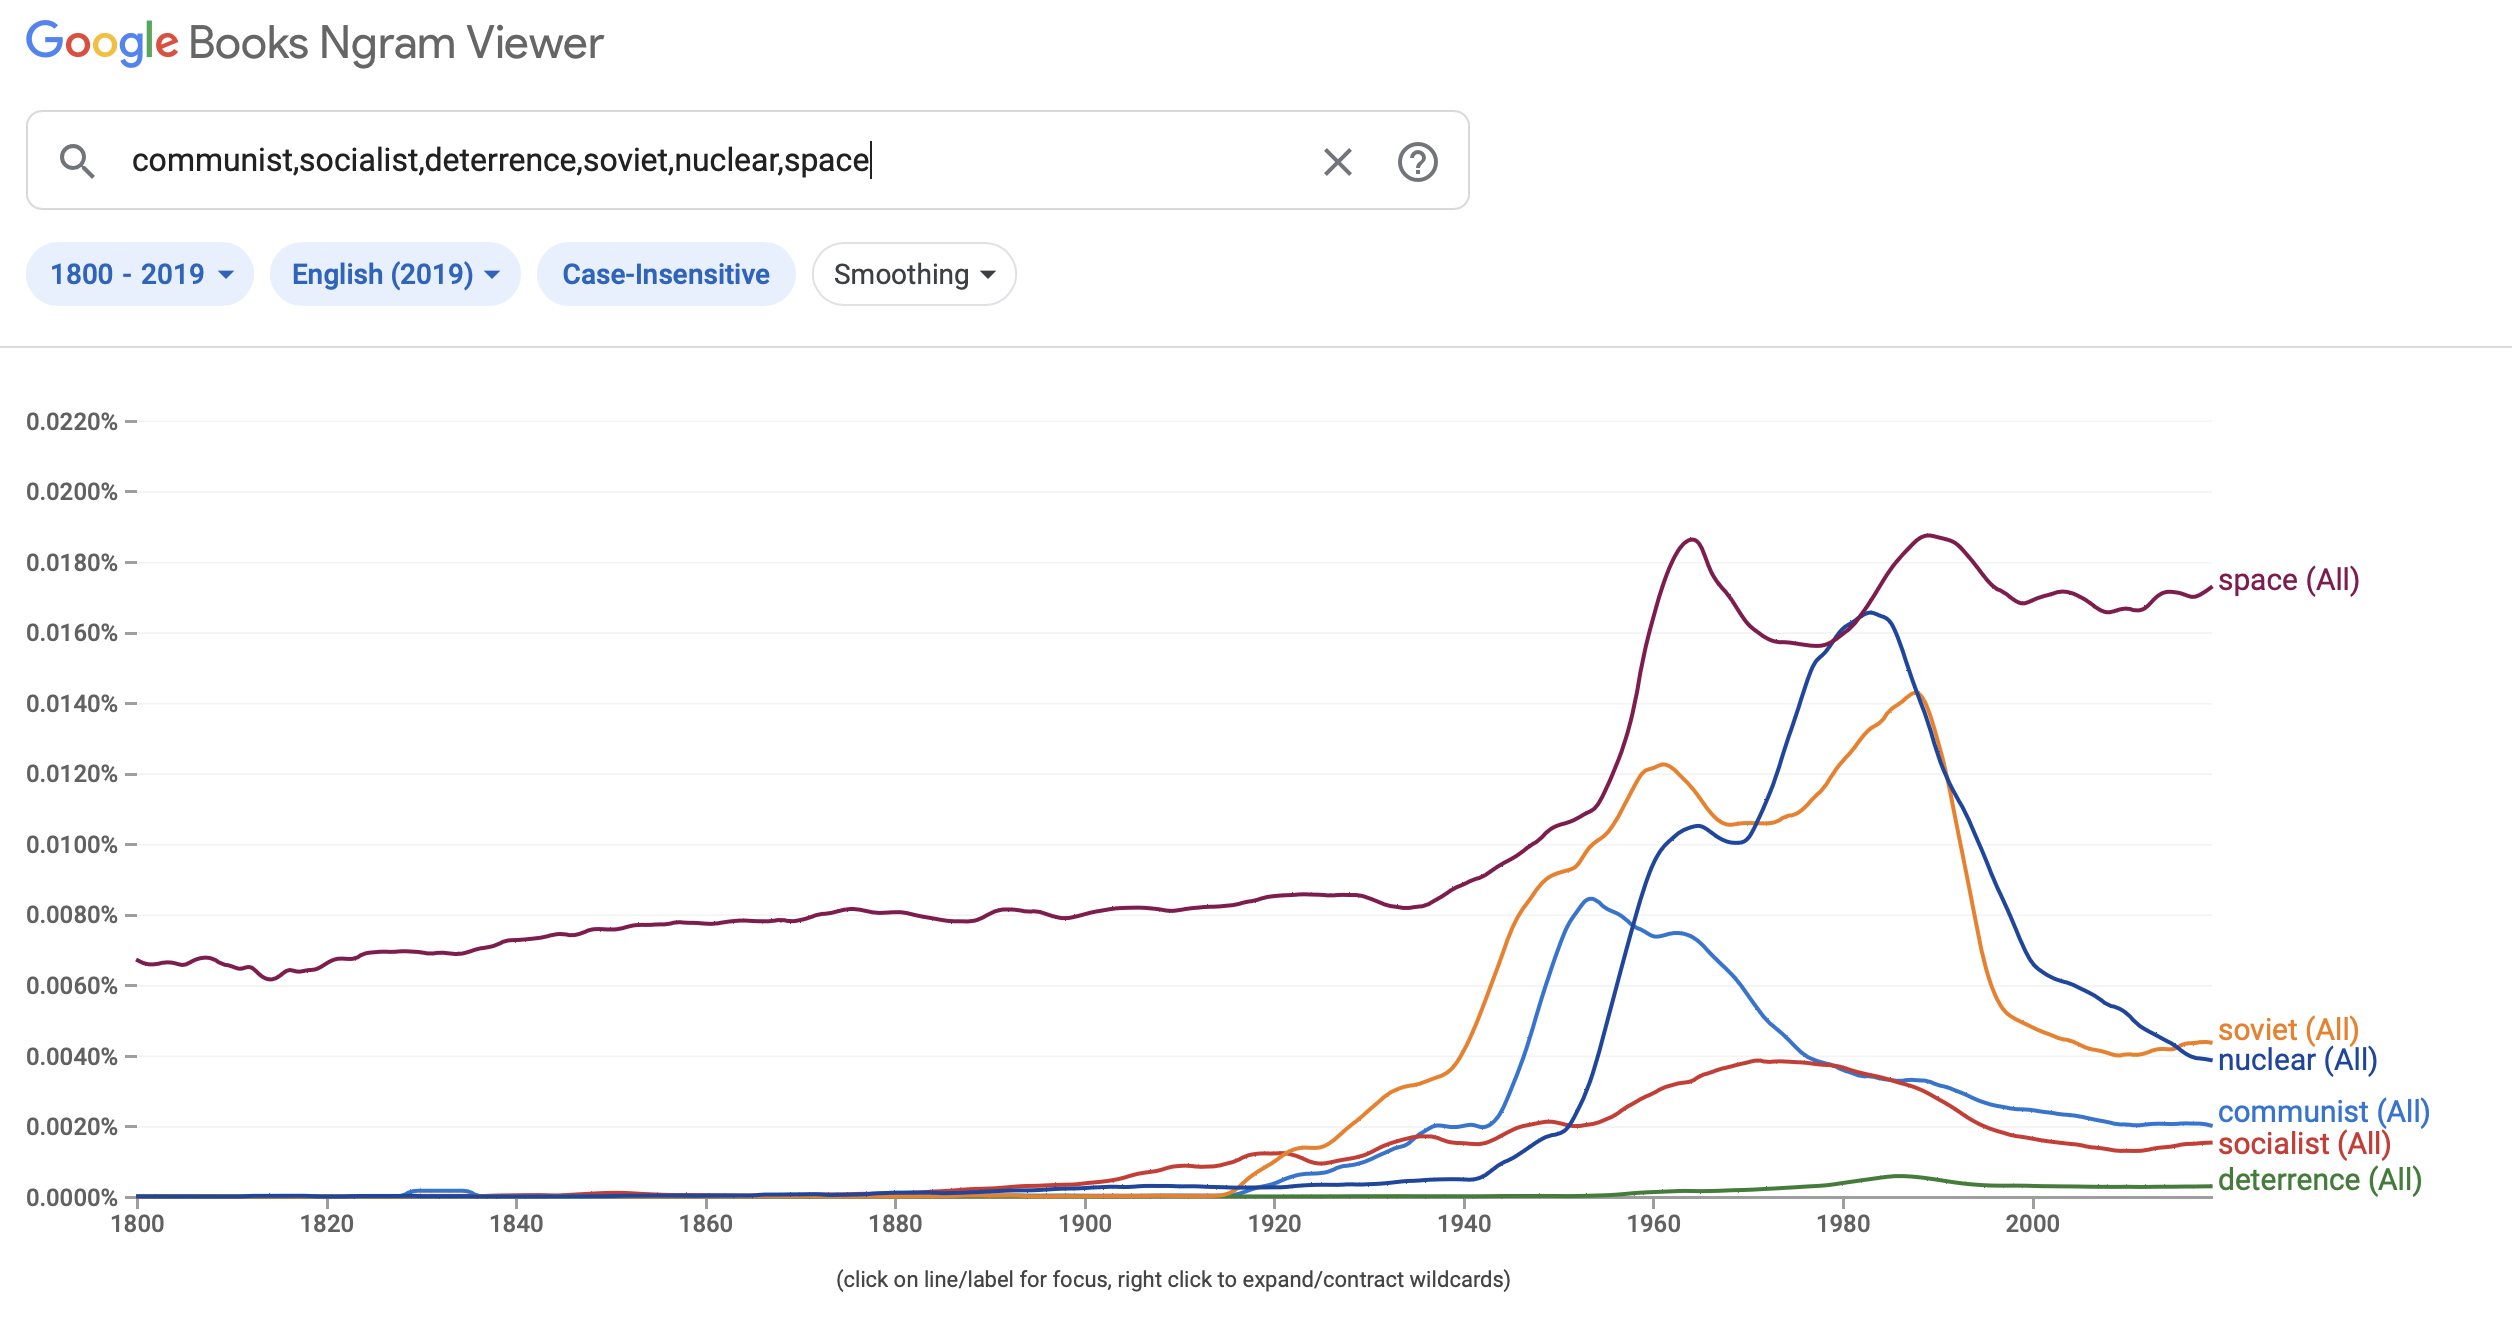 Google Books Ngram Viewer
communist,socialist,deterrence,soviet,nuclear,space
1800 - 2019 English (2019) Case-Insensitive Smoothing
0.0220%
0.0200%
0.0180%
space (All)
0.0160%
0.0140%
0.0120%
0.0100%
0.0080%
0.0060%
soviet (All)
0.0040%
nuclear (All)
communist (All)
0.0020%
socialist (All)
deterrence (All)
0.0000%
1800 1820 1840 1860 1880 1900 1920 1940 1960 1980 2000
(click on line/label for focus, right click to expand/contract wildcards)